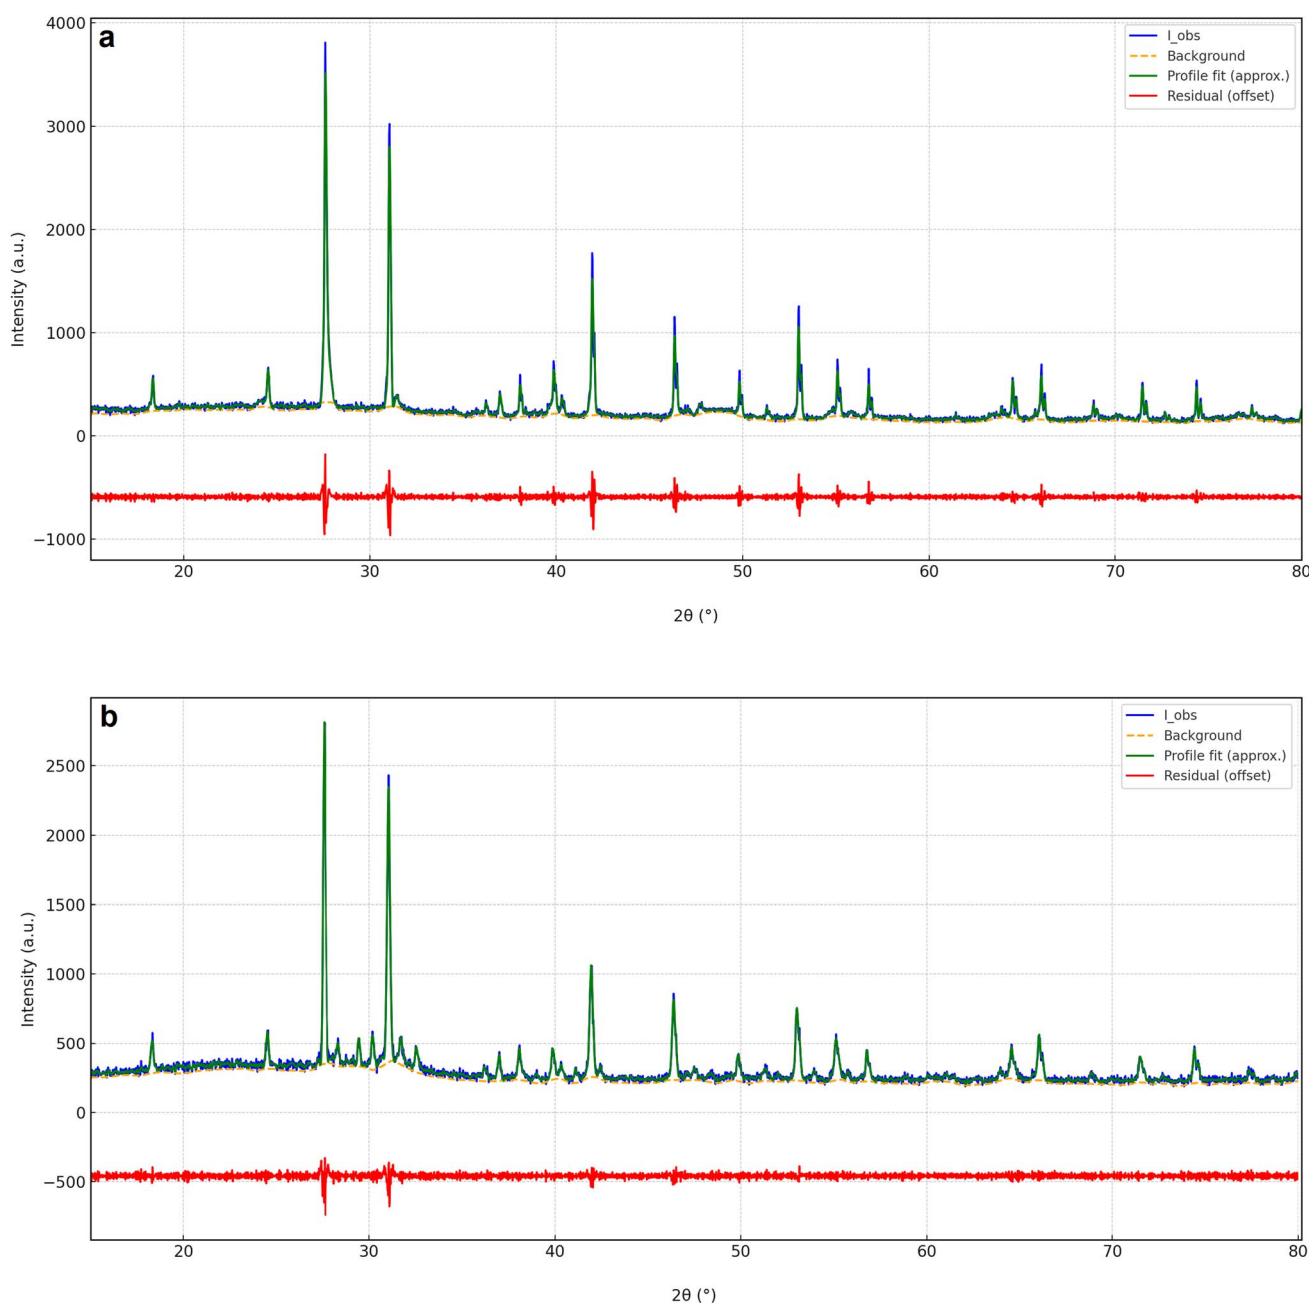 a
4000
I_obs
Background
Profile fit (approx.)
Residual (offset)
3000
2000
1000
0
−1000
Intensity (a.u.)
20 30 40 50 60 70 80
2θ (°)
b
I_obs
Background
Profile fit (approx.)
Residual (offset)
2500
2000
1500
1000
500
0
−500
Intensity (a.u.)
20 30 40 50 60 70 80
2θ (°)